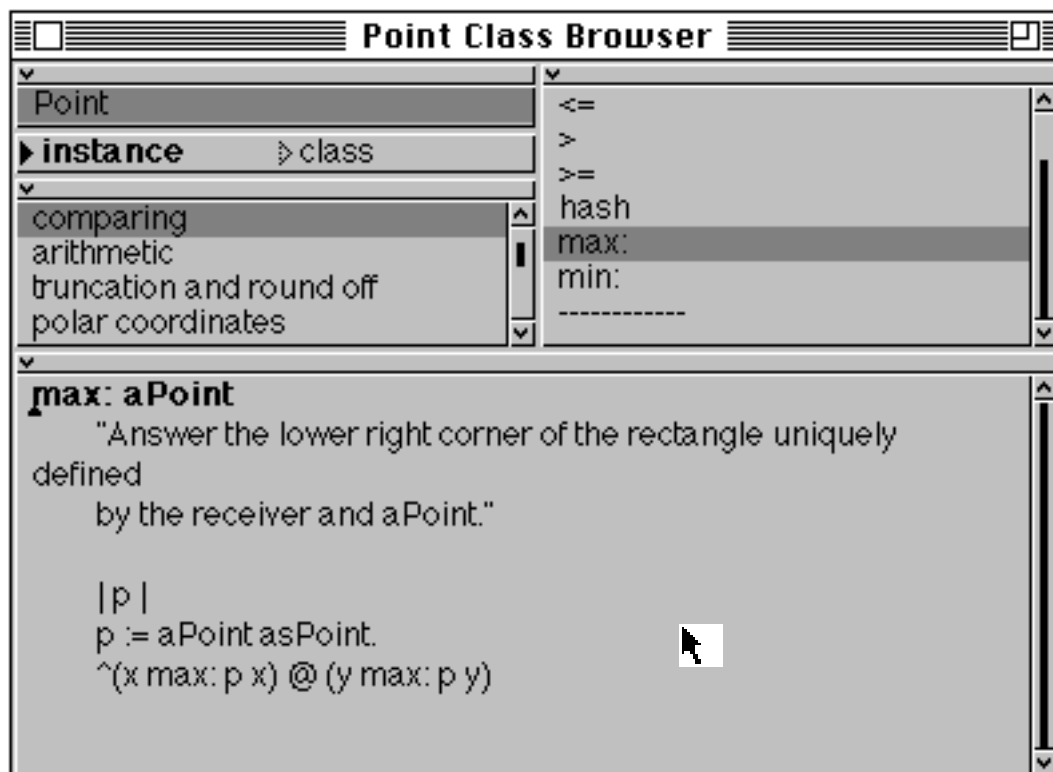 Point Class Browser
Point
instance class
comparing
arithmetic
truncation and round off
polar coordinates
<=
>
>=
hash
max:
min:
------------
max: aPoint
"Answer the lower right corner of the rectangle uniquely
defined
by the receiver and aPoint."
| p |
p := aPoint asPoint.
^(x max: p x) @ (y max: p y)